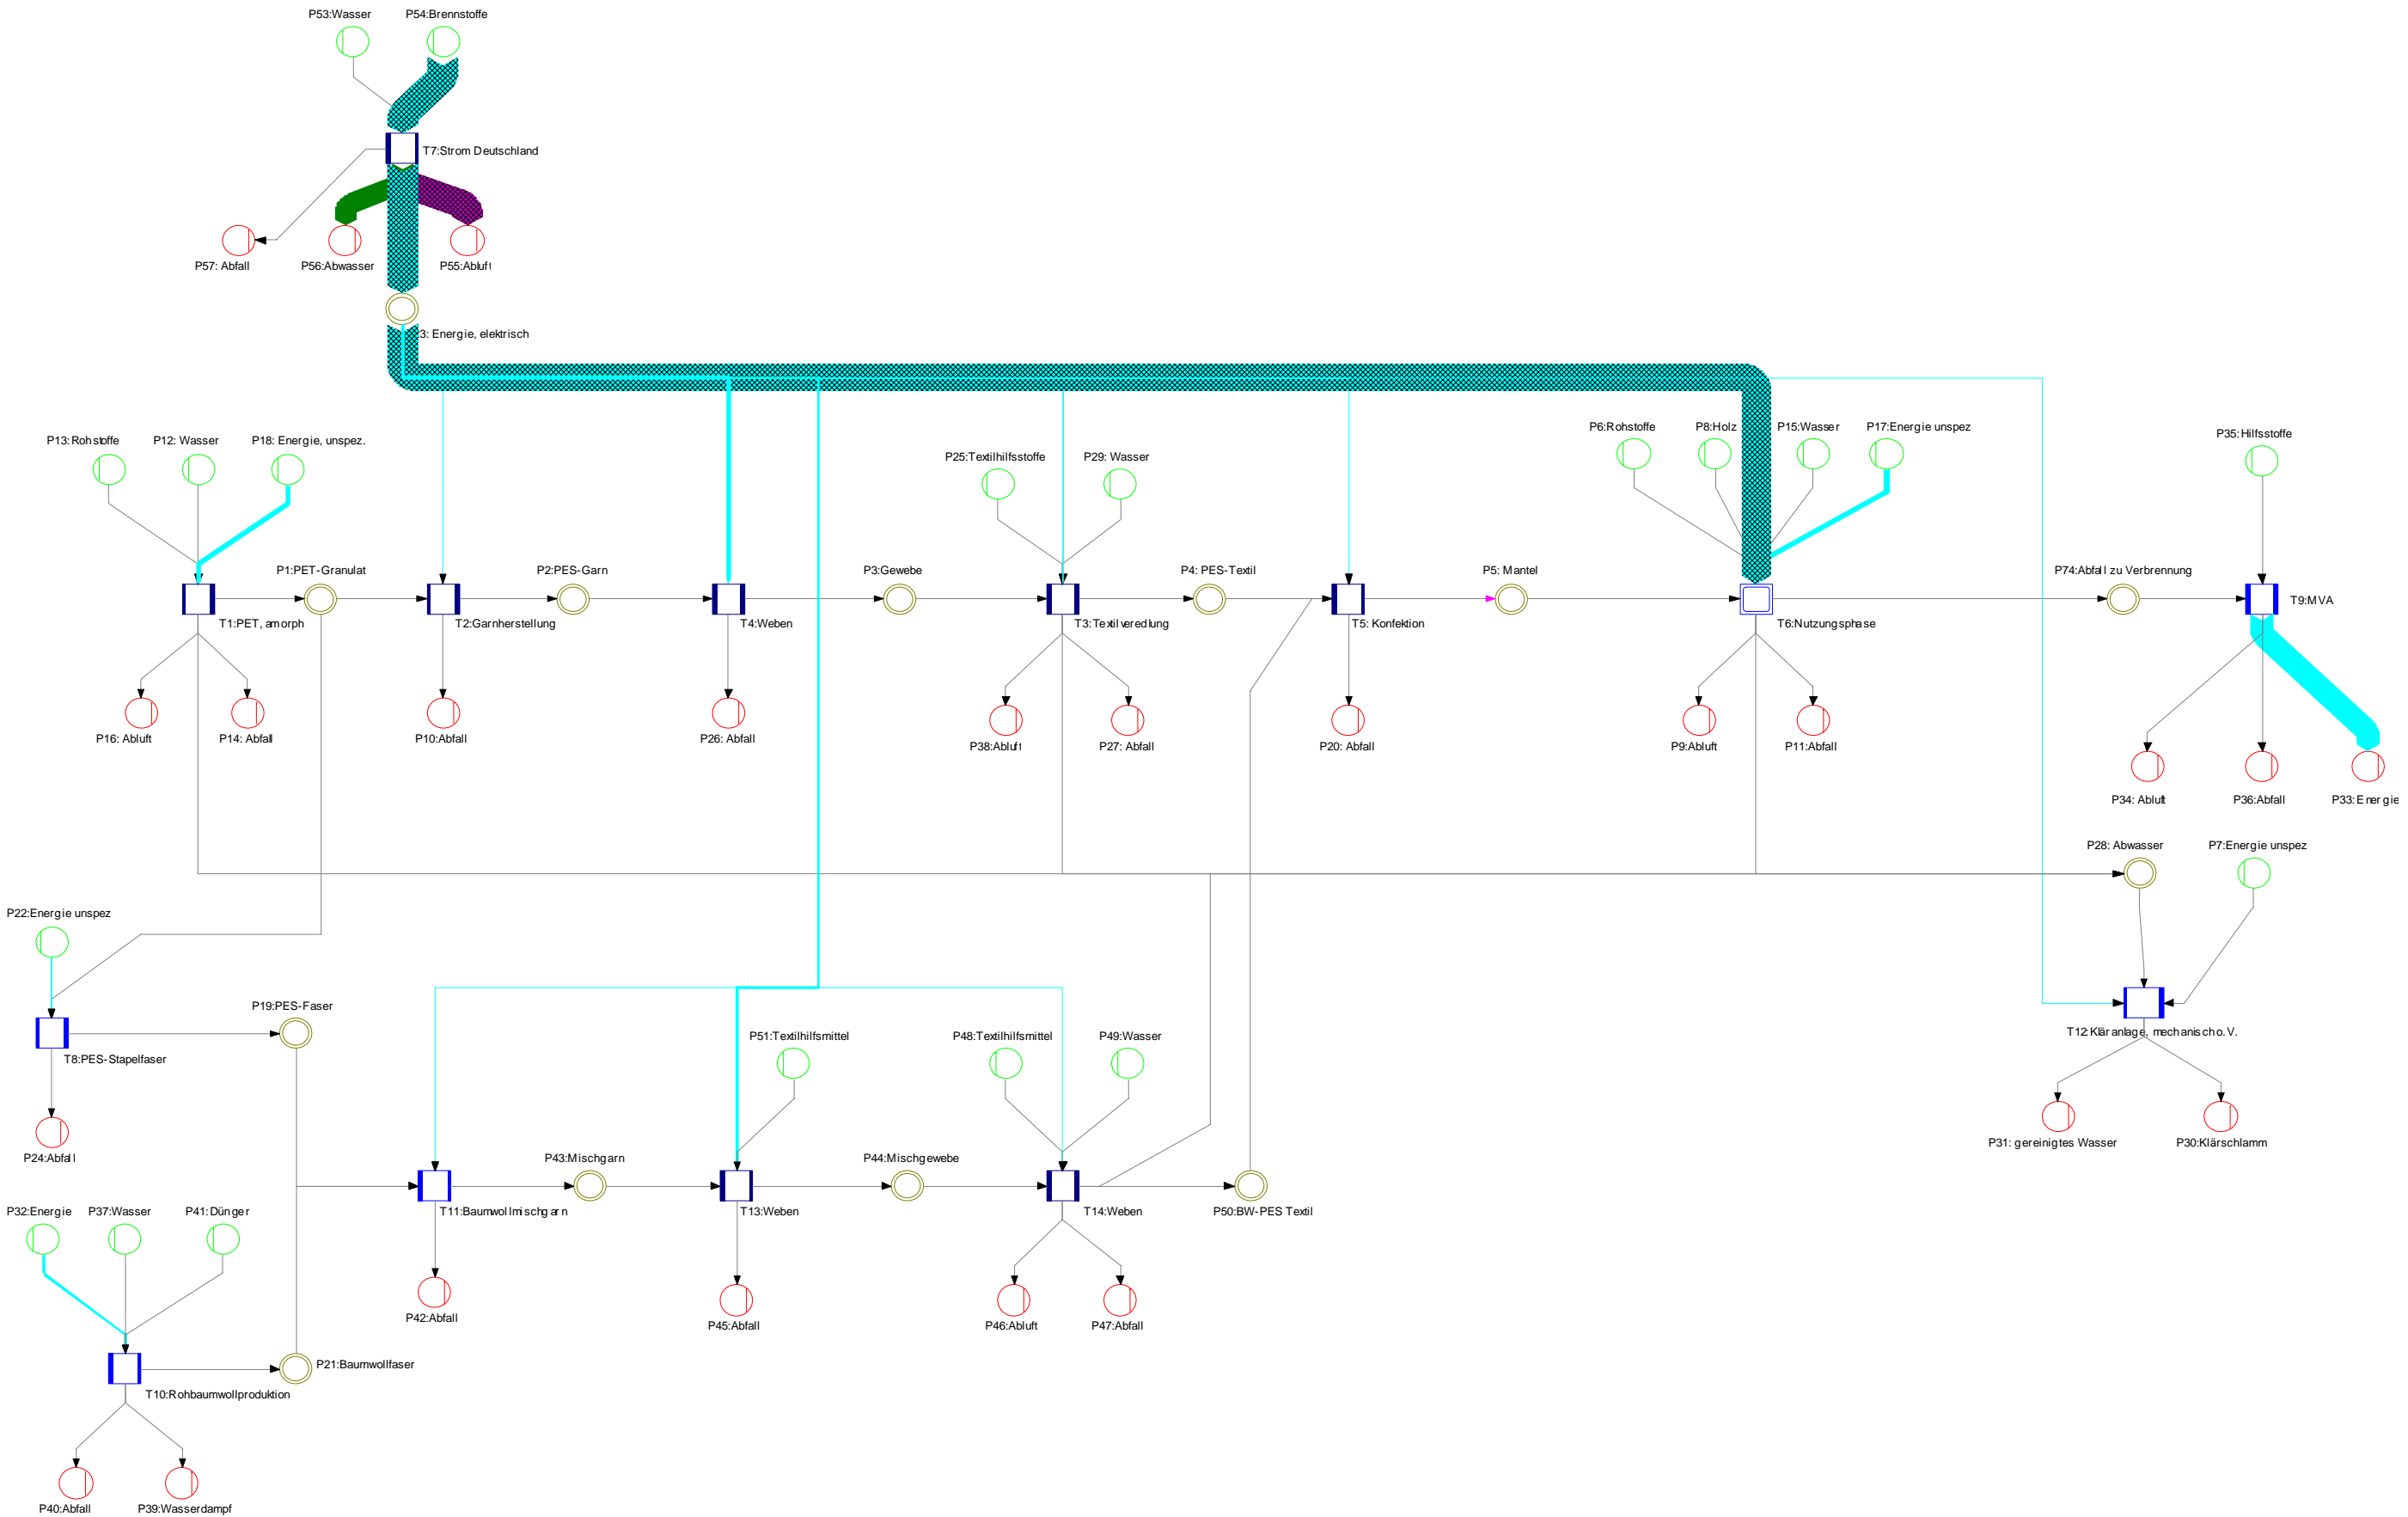 P53:Wasser
P54:Brennstoffe
T7:Strom Deutschland
P57: Abfall
P56:Abwasser
P55:Abluft
3: Energie, elektrisch
P13:Rohstoffe
P12: Wasser
P18: Energie, unspez.
P25:Textilhilfsstoffe
P29: Wasser
P6:Rohstoffe
P8:Holz
P15:Wasser
P17:Energie unspez
P35:Hilfsstoffe
P1:PET-Granulat
P2:PES-Garn
P3:Gewebe
P4: PES-Textil
P5: Mantel
P74:Abfall zu Verbrennung
T9:MVA
T1:PET, amorph
T2:Garnherstellung
T4:Weben
T3:Textilveredlung
T5: Konfektion
T6:Nutzungsphase
P16: Abluft
P14: Abfall
P10:Abfall
P26: Abfall
P38:Abluft
P27: Abfall
P20: Abfall
P9:Abluft
P11:Abfall
P34: Abluft
P36:Abfall
P33:Energie
P28: Abwasser
P7:Energie unspez
P22:Energie unspez
P19:PES-Faser
T8:PES-Stapelfaser
P51:Textilhilfsmittel
P48:Textilhilfsmittel
P49:Wasser
T12:Kläranlage, mechanisch o. V.
P24:Abfall
P31: gereinigtes Wasser
P30:Klärschlamm
P43:Mischgarn
P44:Mischgewebe
P32:Energie
P37:Wasser
P41:Dünger
T11:Baumwollmischgarn
T13:Weben
T14:Weben
P50:BW-PES Textil
P42:Abfall
P45:Abfall
P46:Abluft
P47:Abfall
P21:Baumwollfaser
T10:Rohbaumwollproduktion
P40:Abfall
P39:Wasserdampf